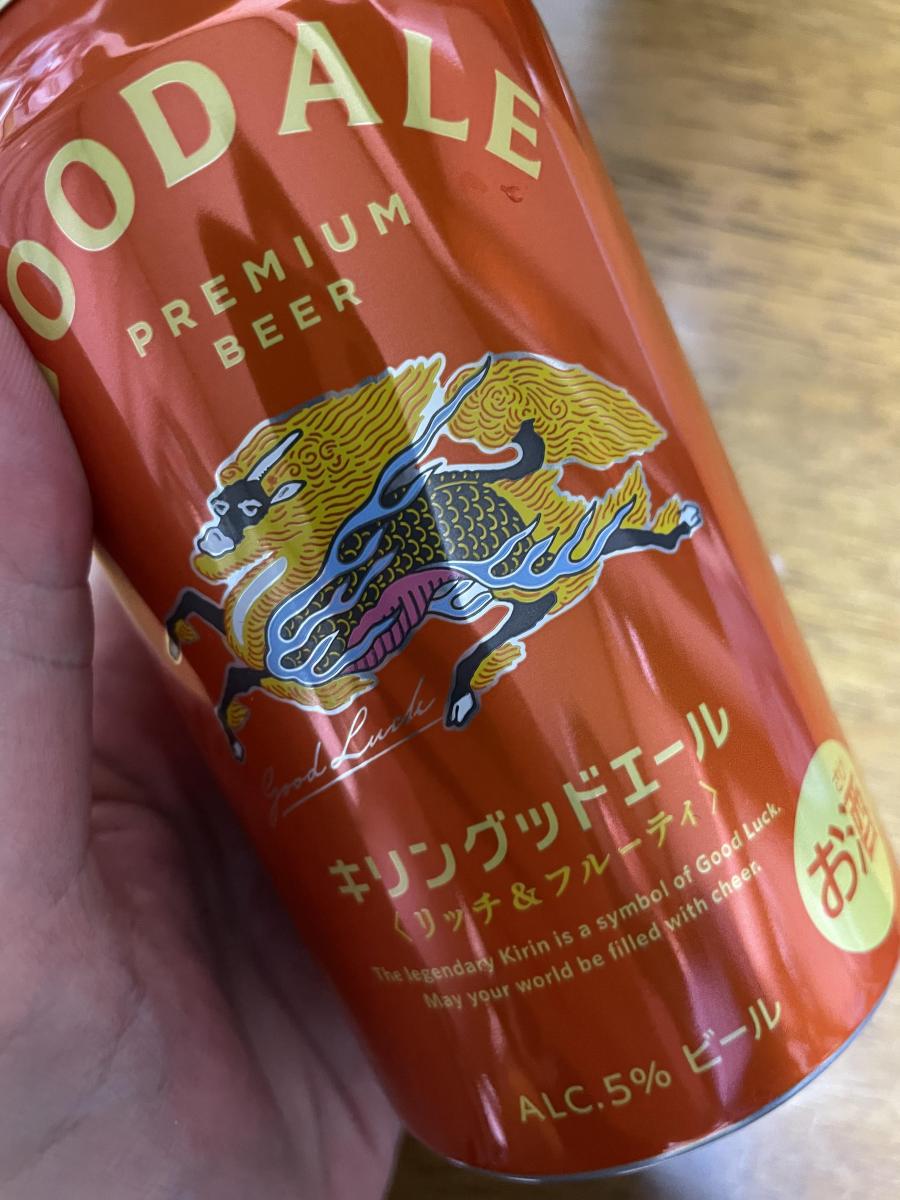 OODALE
PREMIUM
BEER
Good Luck
キリングッドエール
〈リッチ&フルーティ〉
The legendary Kirin is a symbol of Good Luck.
May your world be filled with cheer.
お酒
ALC.5% ビール